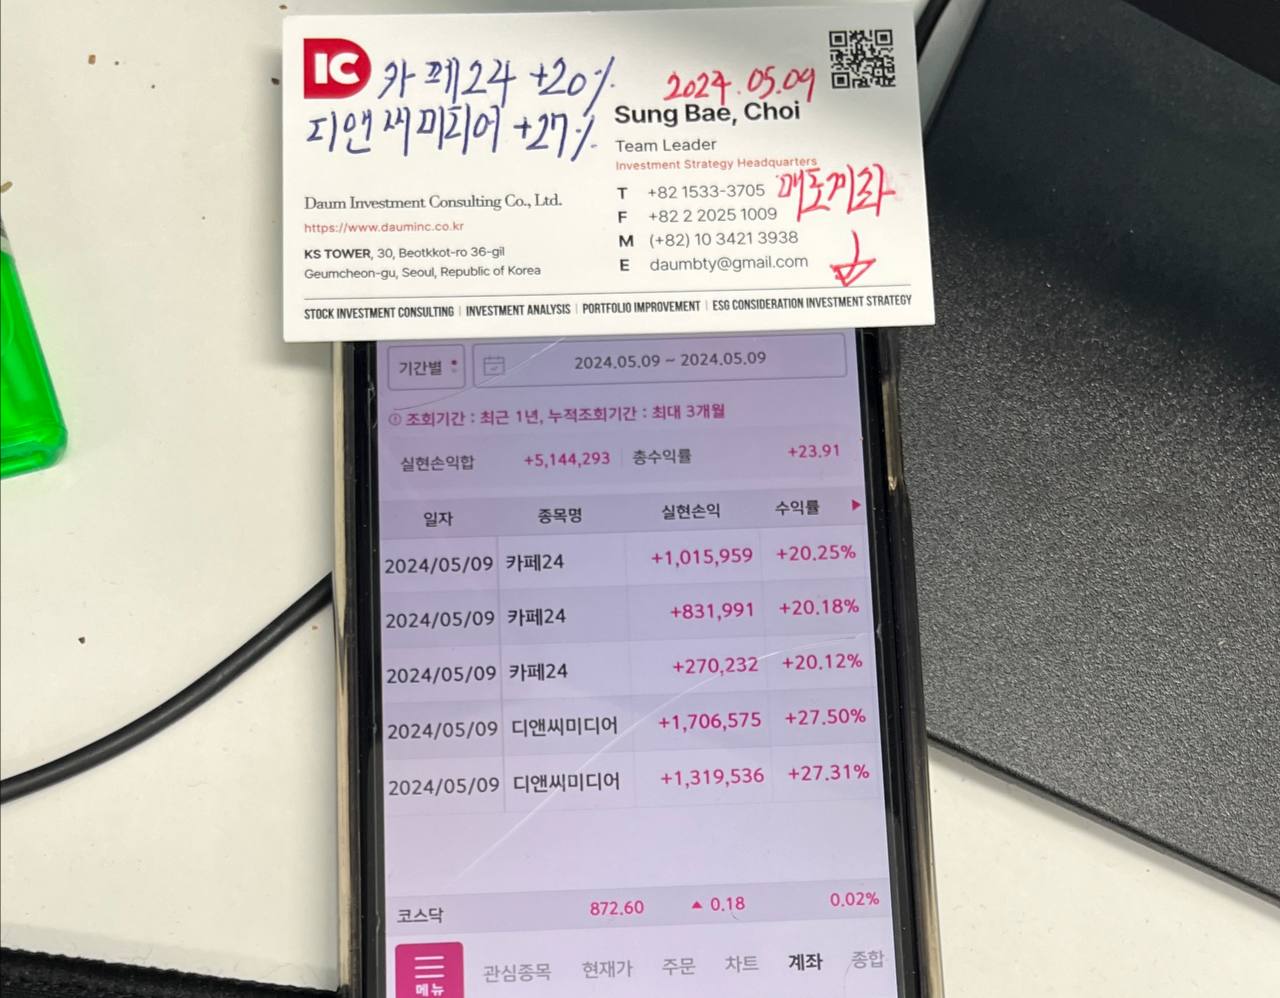 IC 카페24 +20%
디앤씨미디어 +27%
2024.05.09
Sung Bae, Choi
Team Leader
Investment Strategy Headquarters
Daum Investment Consulting Co., Ltd.
https://www.dauminc.co.kr
KS TOWER, 30, Beotkkot-ro 36-gil
Geumcheon-gu, Seoul, Republic of Korea
T +82 1533-3705
F +82 2 2025 1009
M (+82) 10 3421 3938
E daumbty@gmail.com
매도계좌
STOCK INVESTMENT CONSULTING | INVESTMENT ANALYSIS | PORTFOLIO IMPROVEMENT | ESG CONSIDERATION INVESTMENT STRATEGY
기간별 2024.05.09 ~ 2024.05.09
조회기간 : 최근 1년, 누적조회기간 : 최대 3개월
실현손익합 +5,144,293 총수익률 +23.91
일자 종목명 실현손익 수익률
2024/05/09 카페24 +1,015,959 +20.25%
2024/05/09 카페24 +831,991 +20.18%
2024/05/09 카페24 +270,232 +20.12%
2024/05/09 디앤씨미디어 +1,706,575 +27.50%
2024/05/09 디앤씨미디어 +1,319,536 +27.31%
코스닥 872.60 ▲ 0.18 0.02%
메뉴 관심종목 현재가 주문 차트 계좌 종합